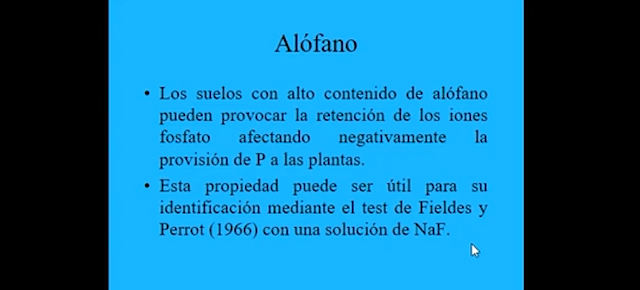 Alófano
• Los suelos con alto contenido de alófano
pueden provocar la retención de los iones
fosfato afectando negativamente la
provisión de P a las plantas.
• Esta propiedad puede ser útil para su
identificación mediante el test de Fieldes y
Perrot (1966) con una solución de NaF.